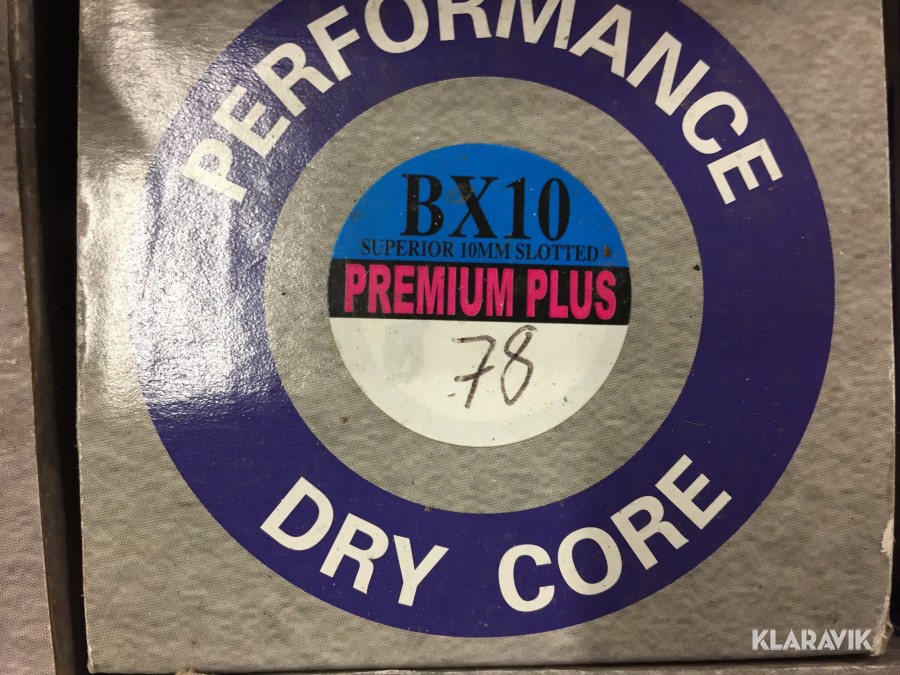 PERFORMANCE
BX10
SUPERIOR 10MM SLOTTED
PREMIUM PLUS
78
DRY CORE
KLARAVIK